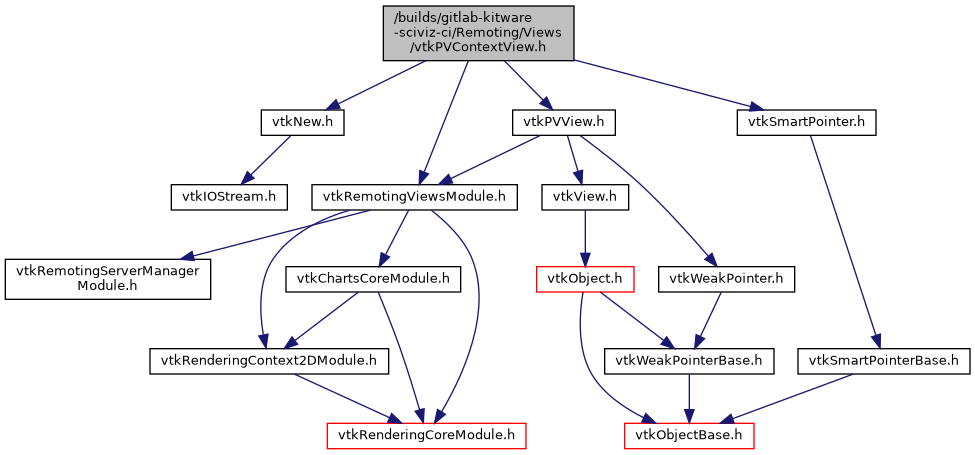 /builds/gitlab-kitware
-sciviz-ci/Remoting/Views
/vtkPVContextView.h
vtkNew.h
vtkPVView.h
vtkSmartPointer.h
vtkIOStream.h
vtkRemotingViewsModule.h
vtkView.h
vtkRemotingServerManager
Module.h
vtkChartsCoreModule.h
vtkObject.h
vtkWeakPointer.h
vtkRenderingContext2DModule.h
vtkWeakPointerBase.h
vtkSmartPointerBase.h
vtkRenderingCoreModule.h
vtkObjectBase.h